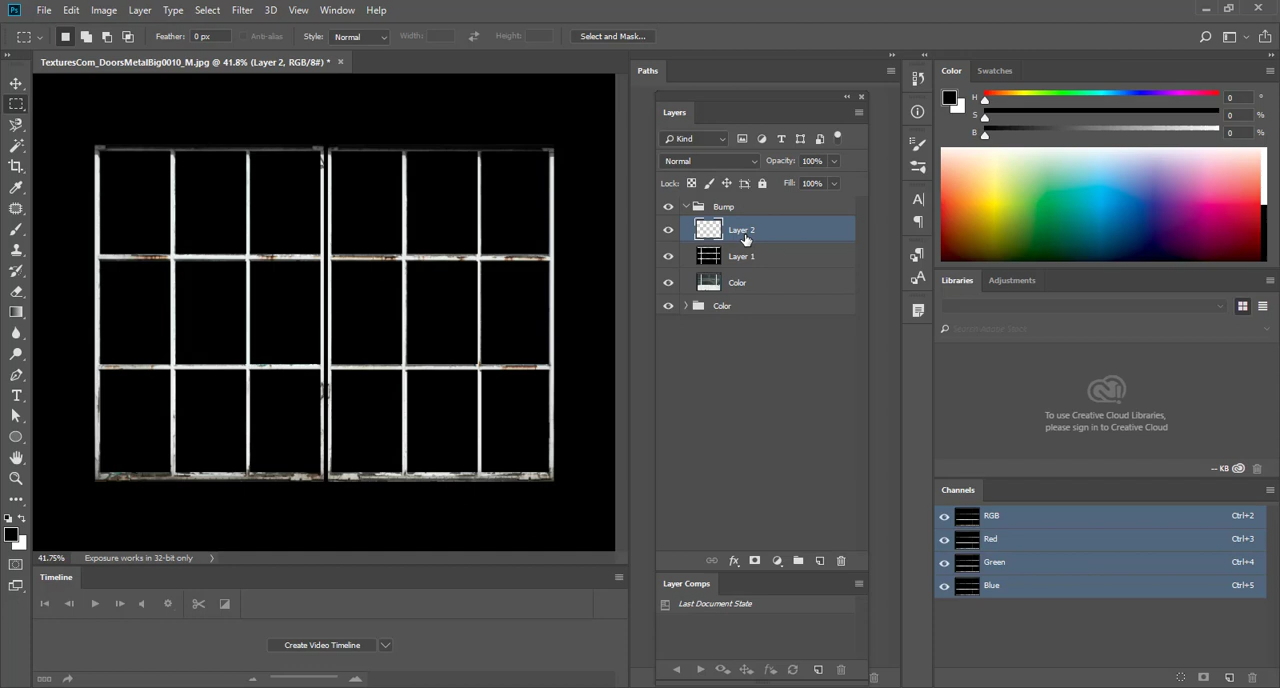 Ps File Edit Image Layer Type Select Filter 3D View Window Help
Feather: 0 px Anti-alias Style: Normal Width: Height: Select and Mask...
TexturesCom_DoorsMetalBig0010_M.jpg @ 41.8% (Layer 2, RGB/8#) * ×
Paths
Layers
Kind
Normal Opacity: 100%
Lock: Fill: 100%
Bump
Layer 2
Layer 1
Color
Color
Layer Comps
Last Document State
Color Swatches
H 0 °
S 0 %
B 0 %
Libraries Adjustments
Search Adobe Stock
To use Creative Cloud Libraries,
please sign in to Creative Cloud
-- KB
Channels
RGB Ctrl+2
Red Ctrl+3
Green Ctrl+4
Blue Ctrl+5
41.75% Exposure works in 32-bit only
Timeline
Create Video Timeline